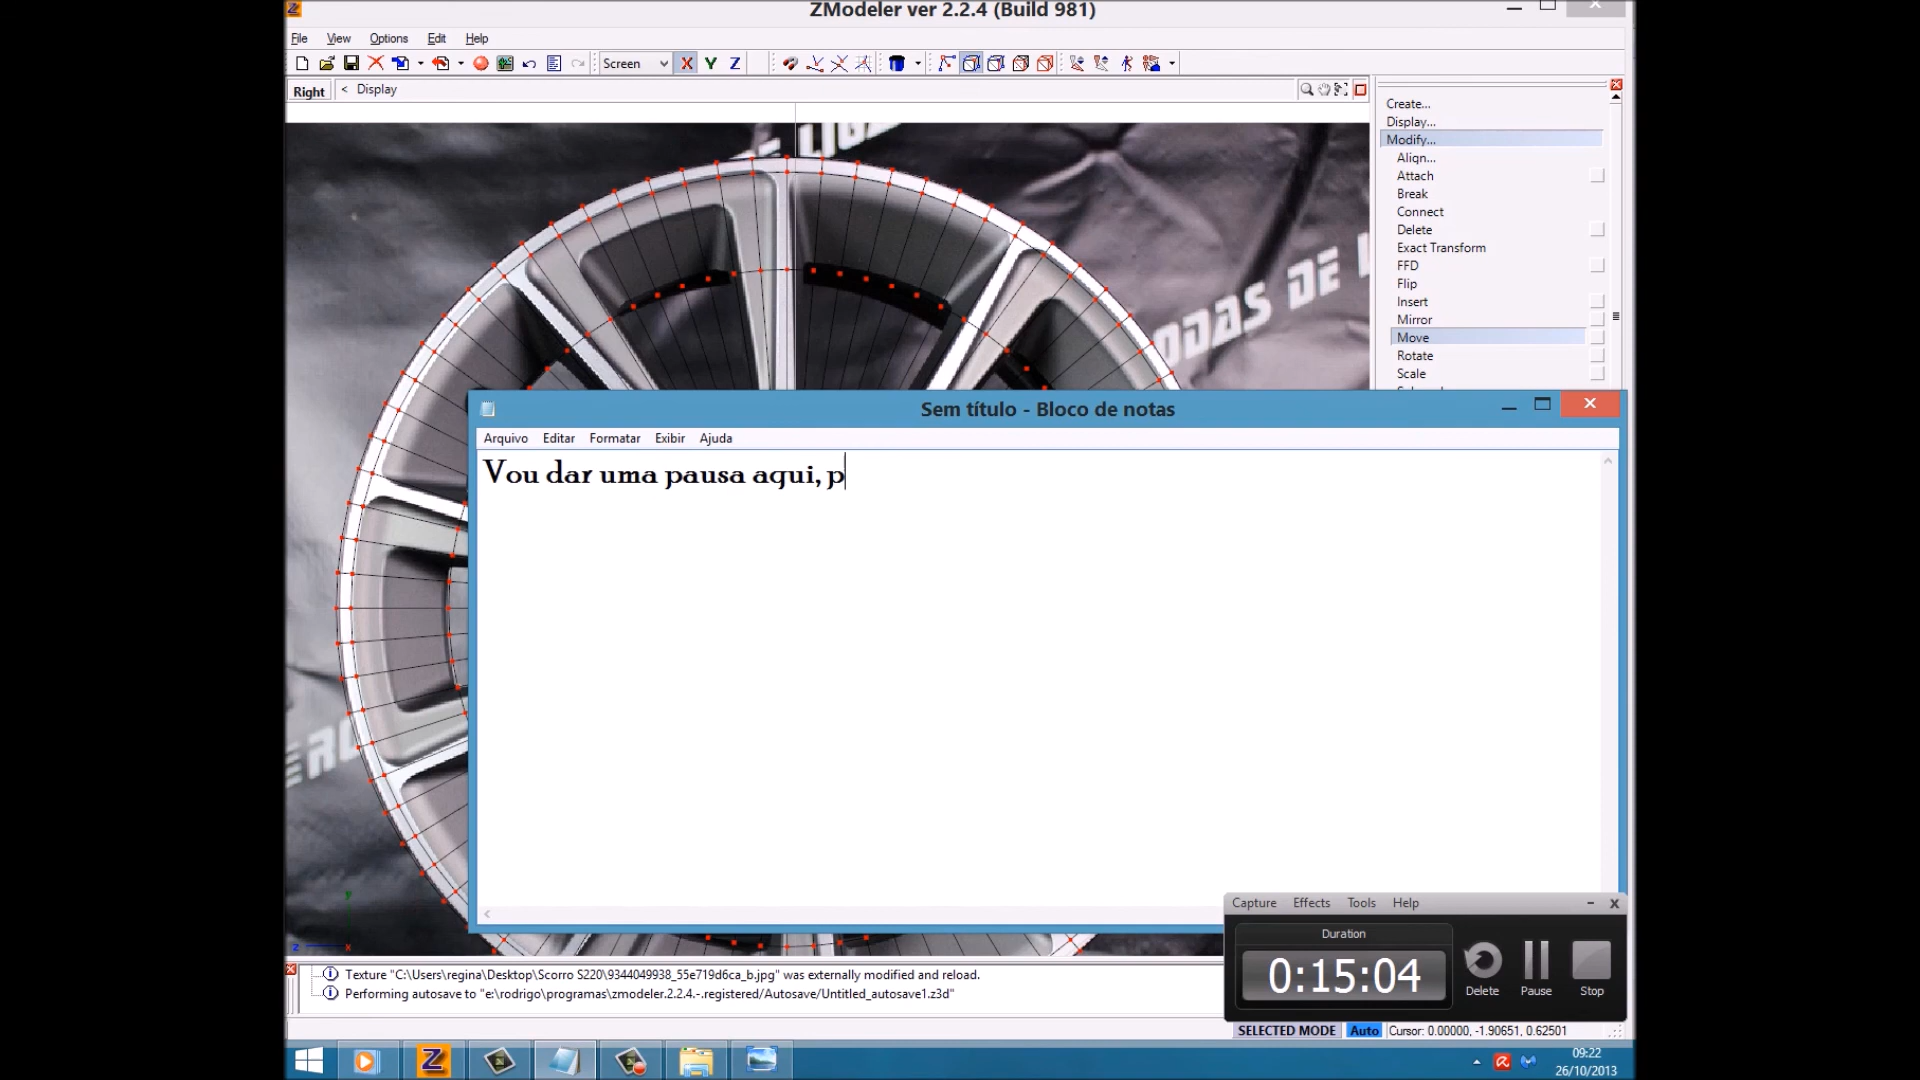 ZModeler ver 2.2.4 (Build 981)
File View Options Edit Help
Screen X Y Z
Right < Display
Create...
Display...
Modify...
Align...
Attach
Break
Connect
Delete
Exact Transform
FFD
Flip
Insert
Mirror
Move
Rotate
Scale
DE LIGA
RODAS DE L
Sem título - Bloco de notas
Arquivo Editar Formatar Exibir Ajuda
Vou dar uma pausa aqui, p
Capture Effects Tools Help
Duration
0:15:04
Delete Pause Stop
Texture "C:\Users\regina\Desktop\Scorro S220\9344049938_55e719d6ca_b.jpg" was externally modified and reload.
Performing autosave to "e:\rodrigo\programas\zmodeler.2.2.4.-.registered/Autosave/Untitled_autosave1.z3d"
SELECTED MODE Auto Cursor: 0.00000, -1.90651, 0.62501
09:22
26/10/2013